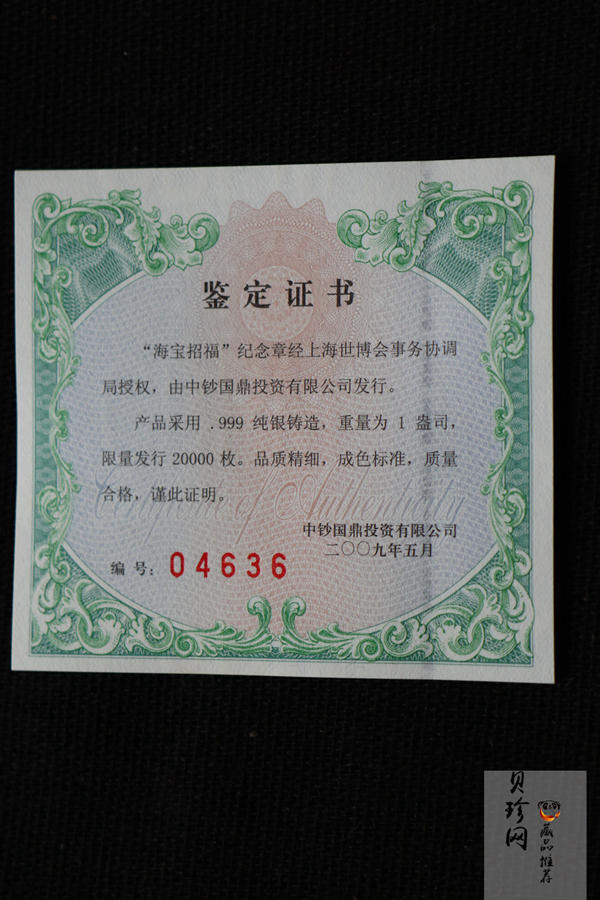 鉴定证书
“海宝招福”纪念章经上海世博会事务协调
局授权，由中钞国鼎投资有限公司发行。
产品采用 .999 纯银铸造，重量为 1 盎司，
限量发行 20000 枚。品质精细，成色标准，质量
合格，谨此证明。
Certificate of Authenticity
中钞国鼎投资有限公司
二〇〇九年五月
编 号： 04636
贝珍网
藏品推荐